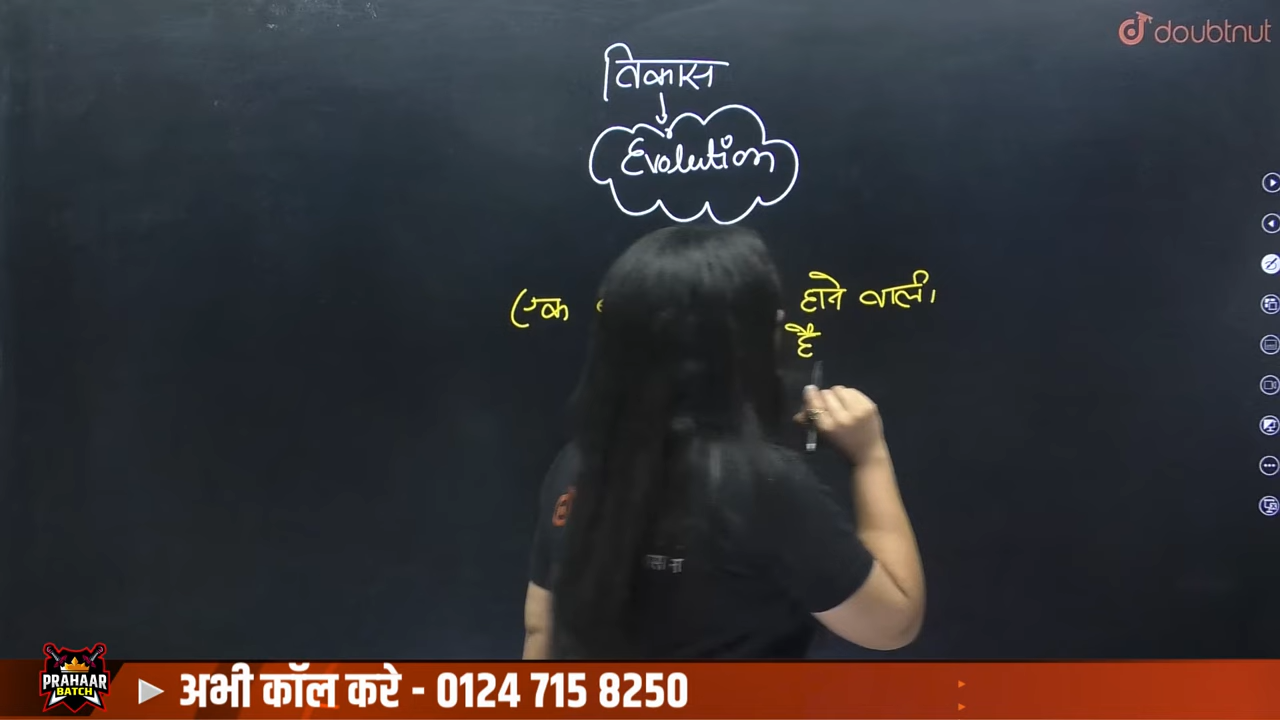 doubtnut
विकास
Evolution
एक होने वाली
है
PRAHAAR
BATCH
अभी कॉल करे - 0124 715 8250